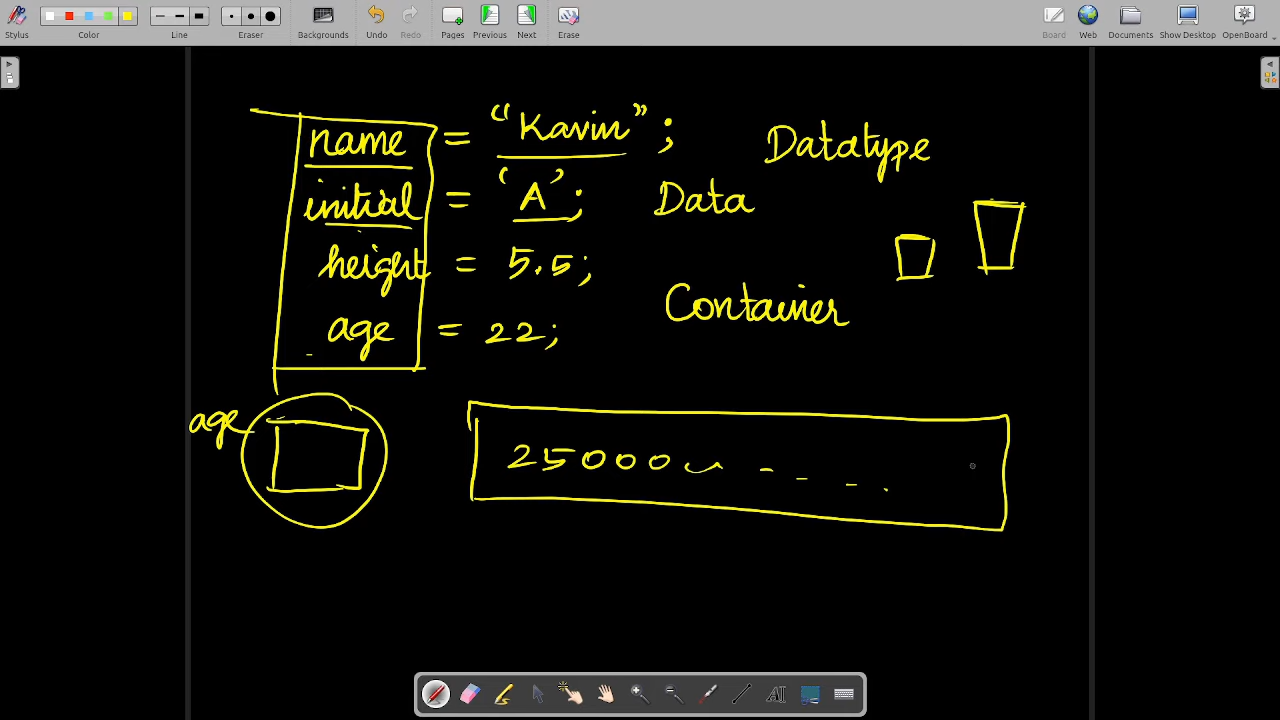 Stylus Color Line Eraser Backgrounds Undo Redo Pages Previous Next Erase Board Web Documents Show Desktop OpenBoard
name = "Kavin"; Datatype
initial = 'A'; Data
height = 5.5;
Container
age = 22;
age
25000